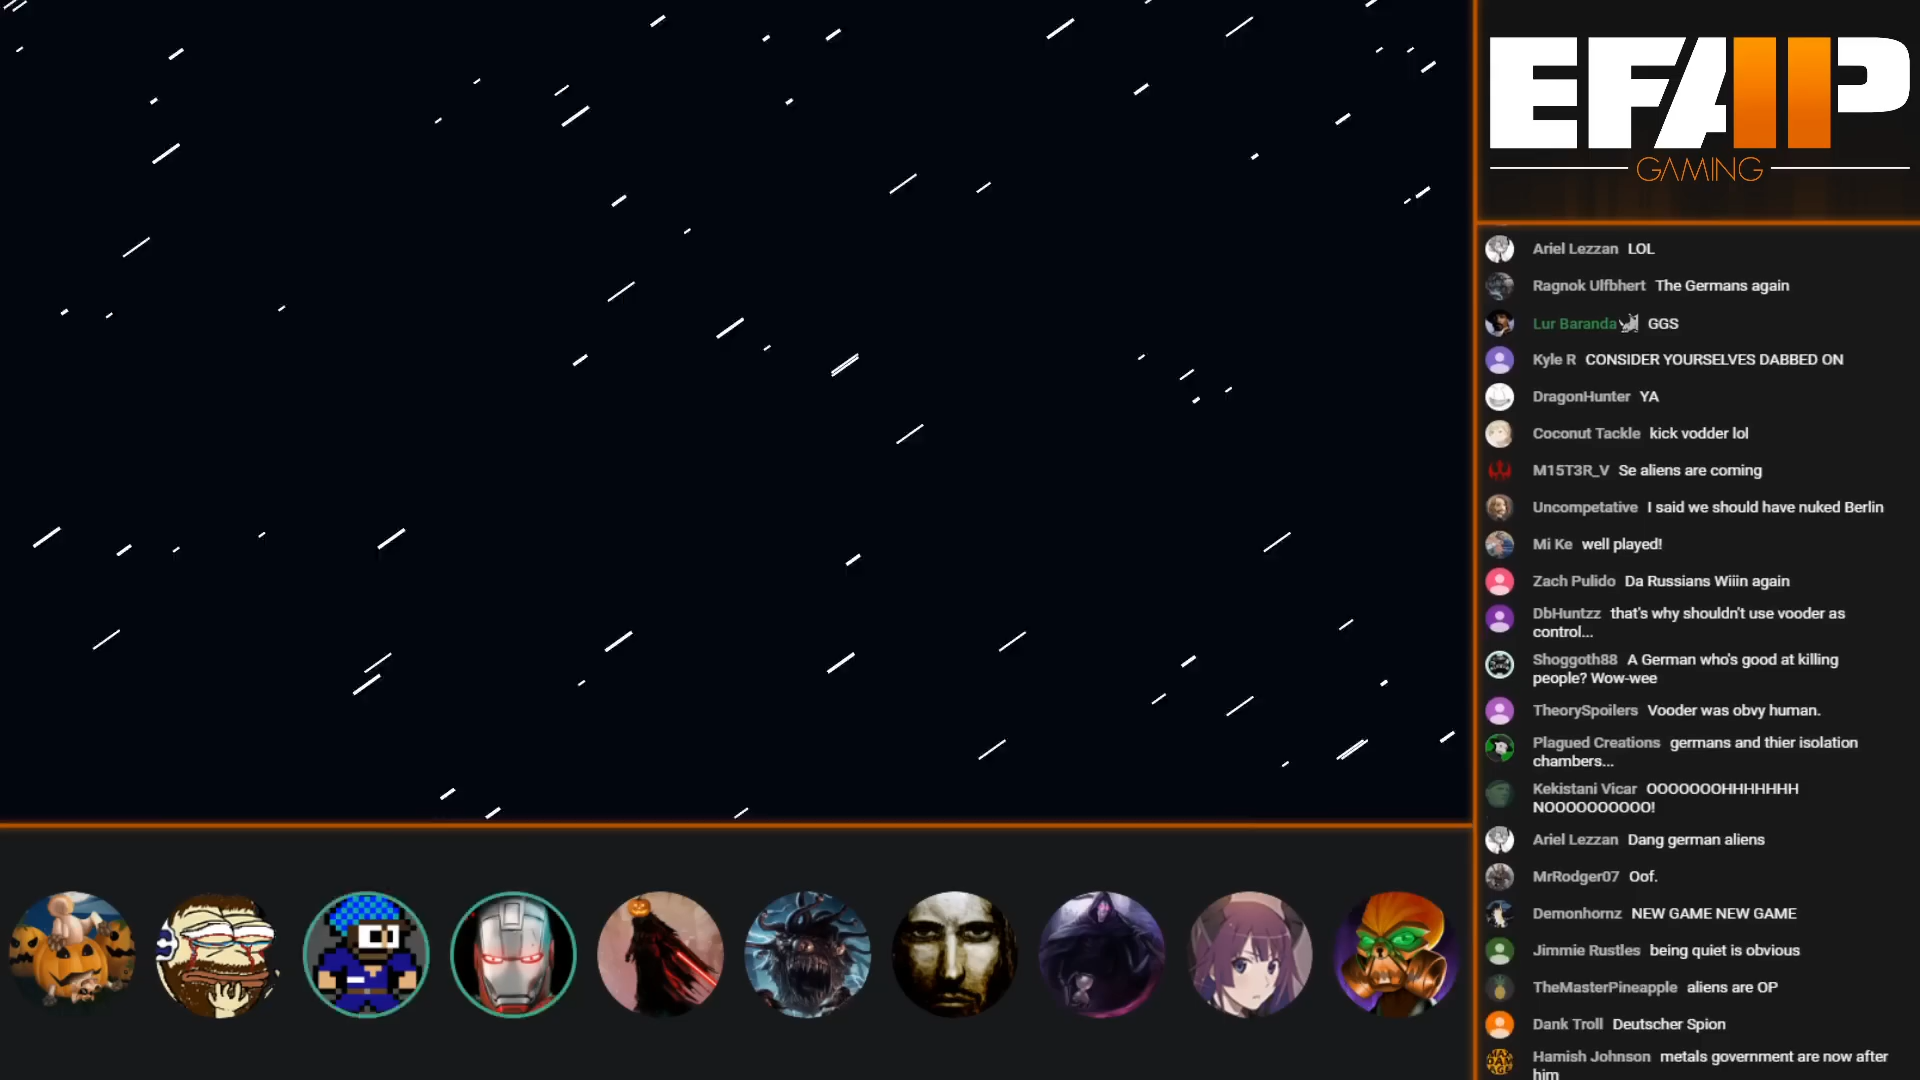 EFAIIP
GAMING
Ariel Lezzan LOL
Ragnok Ulfbhert The Germans again
Lur Baranda GGS
Kyle R CONSIDER YOURSELVES DABBED ON
DragonHunter YA
Coconut Tackle kick vodder lol
M15T3R_V Se aliens are coming
Uncompetative I said we should have nuked Berlin
Mi Ke well played!
Zach Pulido Da Russians Wiiin again
DbHuntzz that's why shouldn't use vooder as
control...
Shoggoth88 A German who's good at killing
people? Wow-wee
TheorySpoilers Vooder was obvy human.
Plagued Creations germans and thier isolation
chambers...
Kekistani Vicar OOOOOOOHHHHHHH
NOOOOOOOOOO!
Ariel Lezzan Dang german aliens
MrRodger07 Oof.
Demonhornz NEW GAME NEW GAME
Jimmie Rustles being quiet is obvious
TheMasterPineapple aliens are OP
Dank Troll Deutscher Spion
Hamish Johnson metals government are now after
him